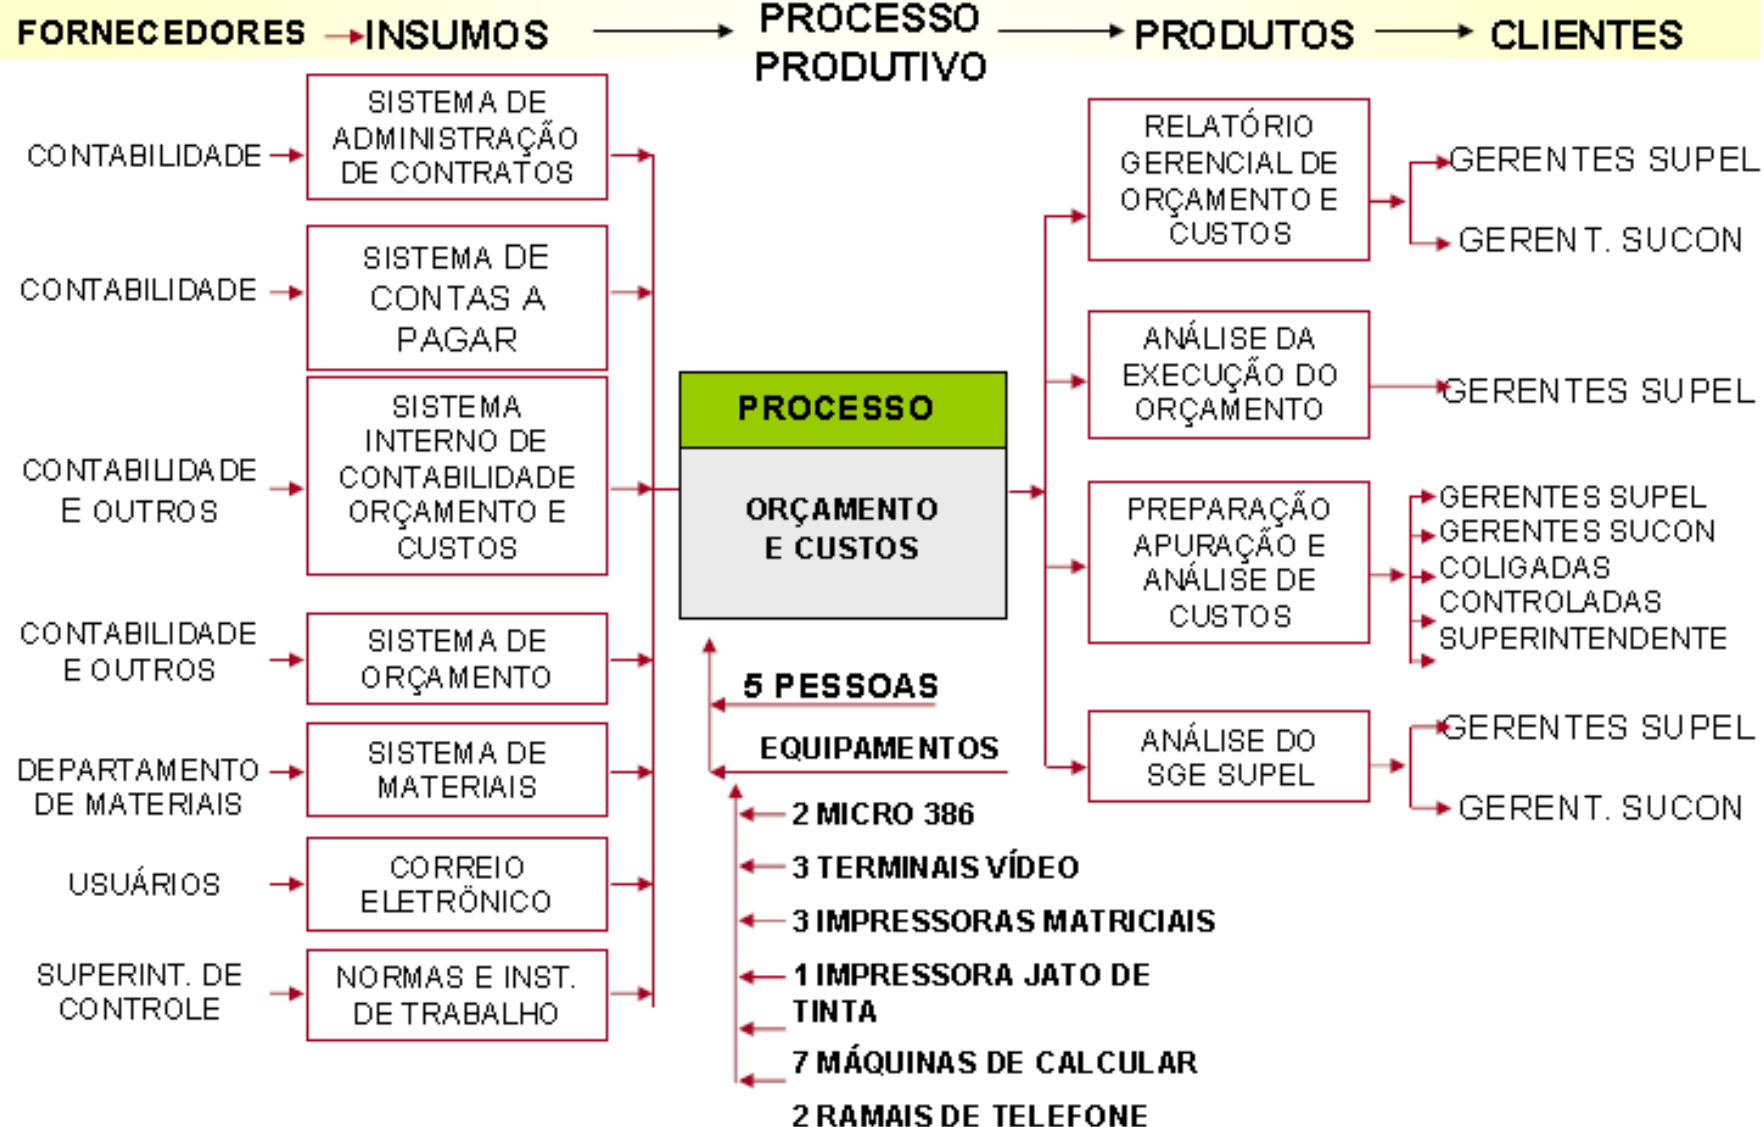 FORNECEDORES
INSUMOS
PROCESSO
PRODUTIVO
PRODUTOS
CLIENTES
CONTABILIDADE
SISTEMA DE
ADMINISTRAÇÃO
DE CONTRATOS
CONTABILIDADE
SISTEMA DE
CONTAS A
PAGAR
CONTABILIDADE
E OUTROS
SISTEMA
INTERNO DE
CONTABILIDADE
ORÇAMENTO E
CUSTOS
CONTABILIDADE
E OUTROS
SISTEMA DE
ORÇAMENTO
DEPARTAMENTO
DE MATERIAIS
SISTEMA DE
MATERIAIS
USUÁRIOS
CORREIO
ELETRÔNICO
SUPERINT. DE
CONTROLE
NORMAS E INST.
DE TRABALHO
PROCESSO
ORÇAMENTO
E CUSTOS
5 PESSOAS
EQUIPAMENTOS
2 MICRO 386
3 TERMINAIS VÍDEO
3 IMPRESSORAS MATRICIAIS
1 IMPRESSORA JATO DE
TINTA
7 MÁQUINAS DE CALCULAR
2 RAMAIS DE TELEFONE
RELATÓRIO
GERENCIAL DE
ORÇAMENTO E
CUSTOS
GERENTES SUPEL
GERENT. SUCON
ANÁLISE DA
EXECUÇÃO DO
ORÇAMENTO
GERENTES SUPEL
PREPARAÇÃO
APURAÇÃO E
ANÁLISE DE
CUSTOS
GERENTES SUPEL
GERENTES SUCON
COLIGADAS
CONTROLADAS
SUPERINTENDENTE
ANÁLISE DO
SGE SUPEL
GERENTES SUPEL
GERENT. SUCON